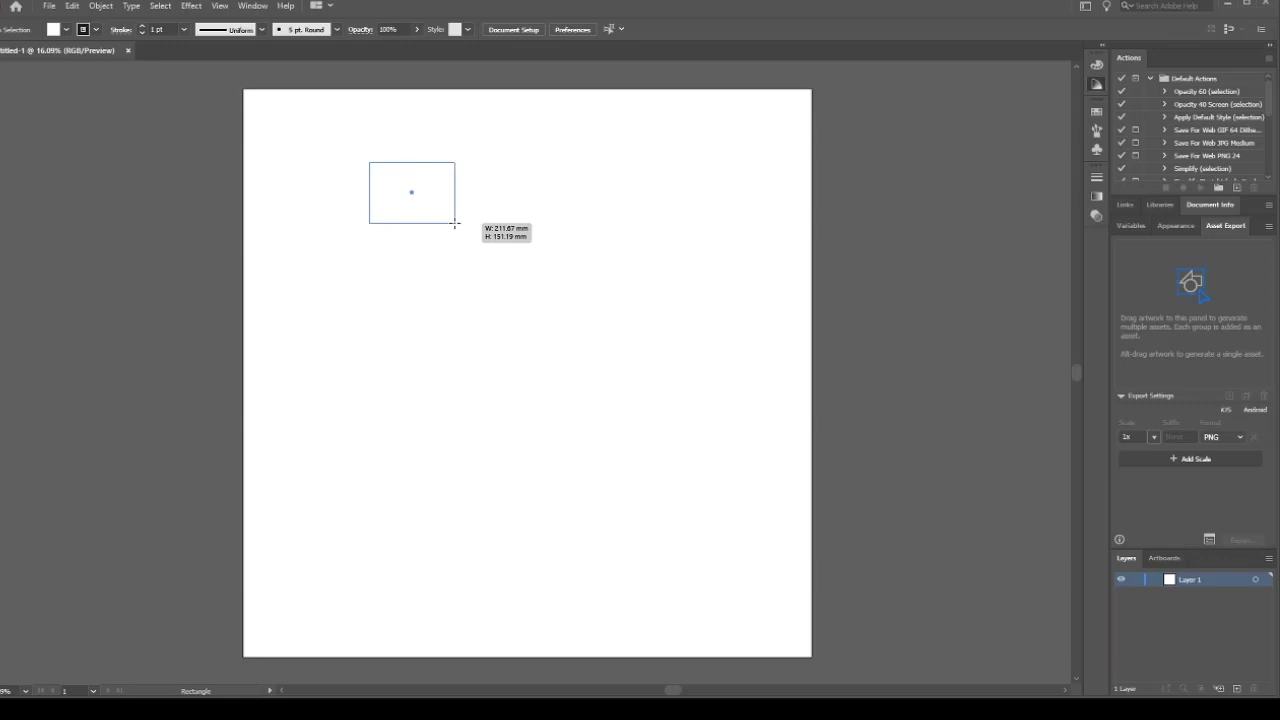 File Edit Object Type Select Effect View Window Help
Search Adobe Help
Selection Stroke: 1 pt Uniform 5 pt. Round Opacity: 100% Style: Document Setup Preferences
titled-1 @ 16.09% (RGB/Preview)
Actions
Default Actions
Opacity 60 (selection)
Opacity 40 Screen (selection)
Apply Default Style (selection)
Save For Web GIF 64 Dithe...
Save For Web JPG Medium
Save For Web PNG 24
Simplify (selection)
Links Libraries Document Info
Variables Appearance Asset Export
W: 211.67 mm
H: 151.19 mm
Drag artwork to this panel to generate
multiple assets. Each group is added as an
asset.
Alt-drag artwork to generate a single asset.
Export Settings
iOS Android
Scale Suffix Format
1x None PNG
+ Add Scale
Export...
Layers Artboards
Layer 1
1 Layer
9% 1 Rectangle